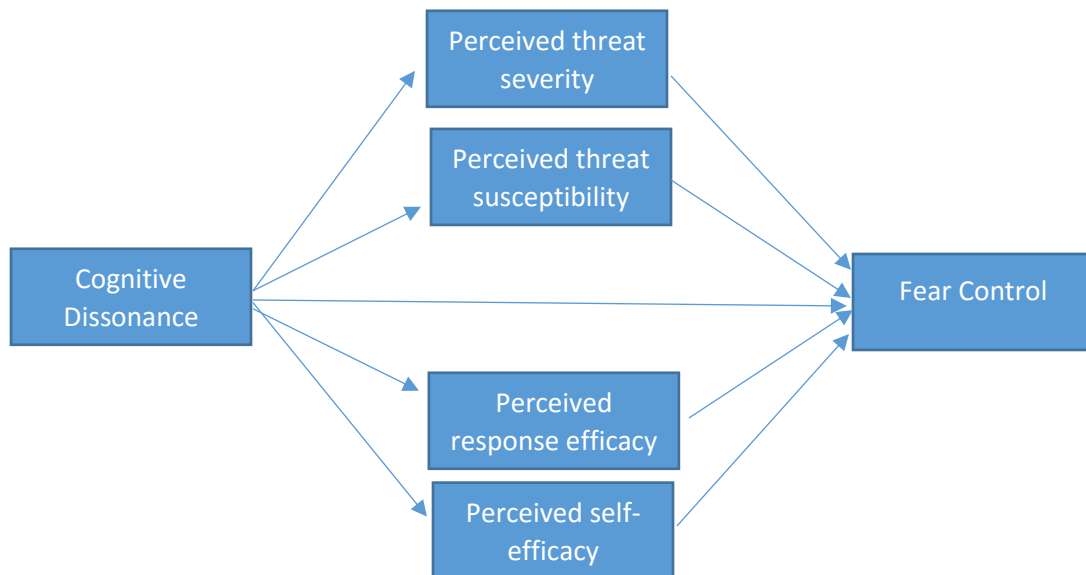 Perceived threat
severity
Perceived threat
susceptibility
Cognitive
Dissonance
Fear Control
Perceived
response efficacy
Perceived self-
efficacy